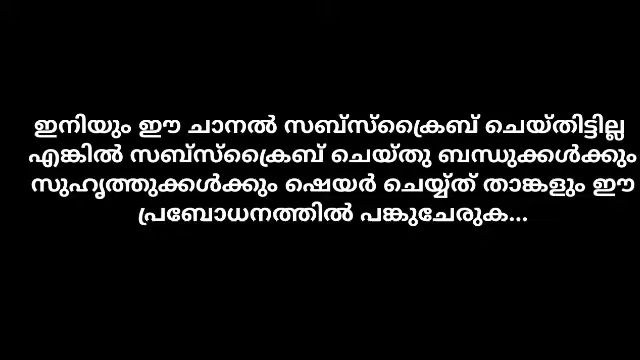 ഇനിയും ഈ ചാനൽ സബ്സ്ക്രൈബ് ചെയ്തിട്ടില്ല
എങ്കിൽ സബ്സ്ക്രൈബ് ചെയ്തു ബന്ധുക്കൾക്കും
സുഹൃത്തുക്കൾക്കും ഷെയർ ചെയ്യ്ത് താങ്കളും ഈ
പ്രബോധനത്തിൽ പങ്കുചേരുക...